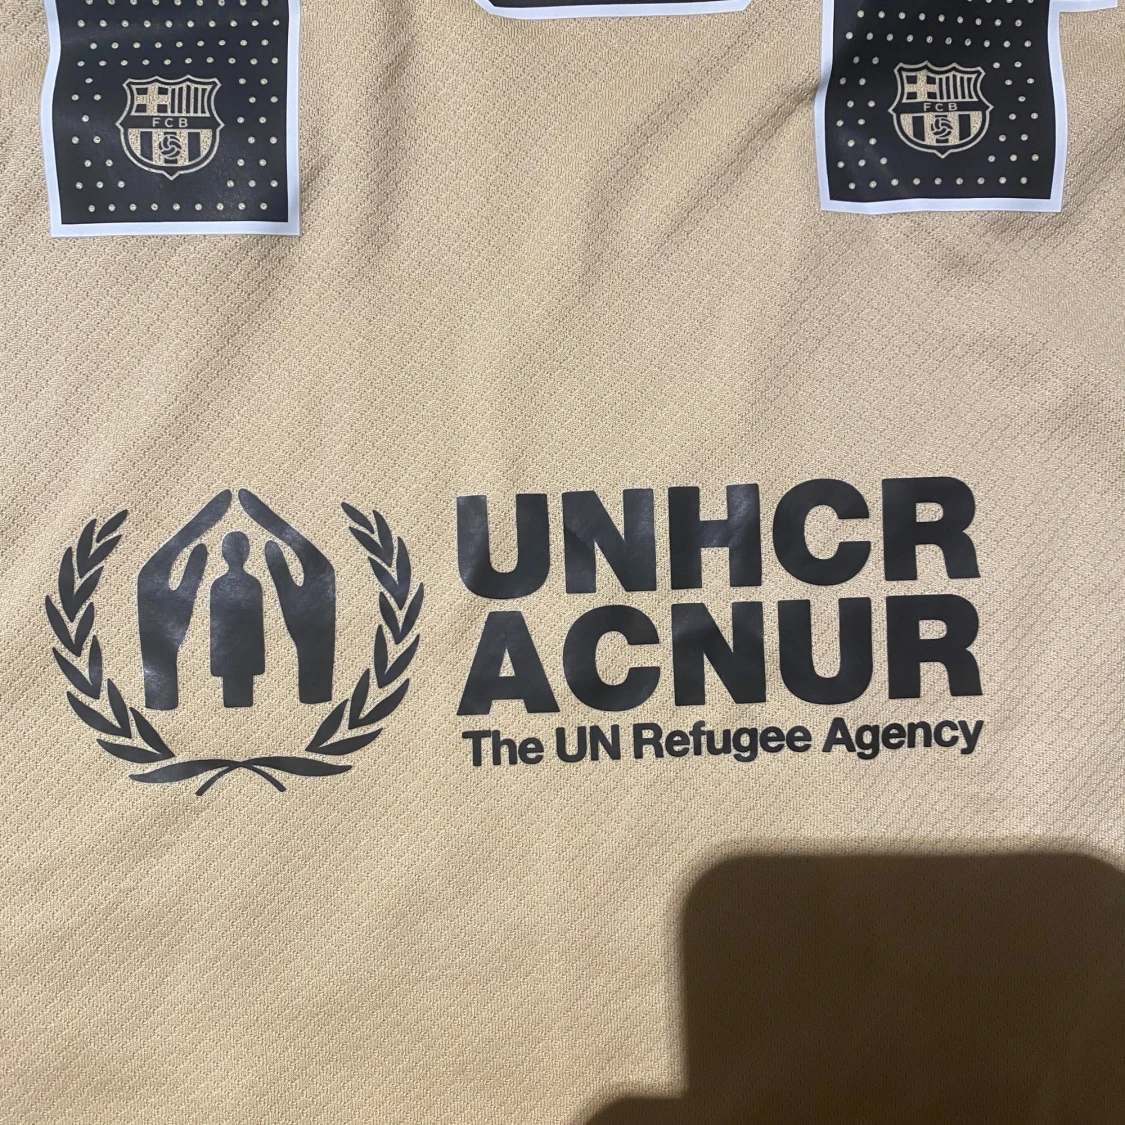 FCB
FCB
UNHCR
ACNUR
The UN Refugee Agency